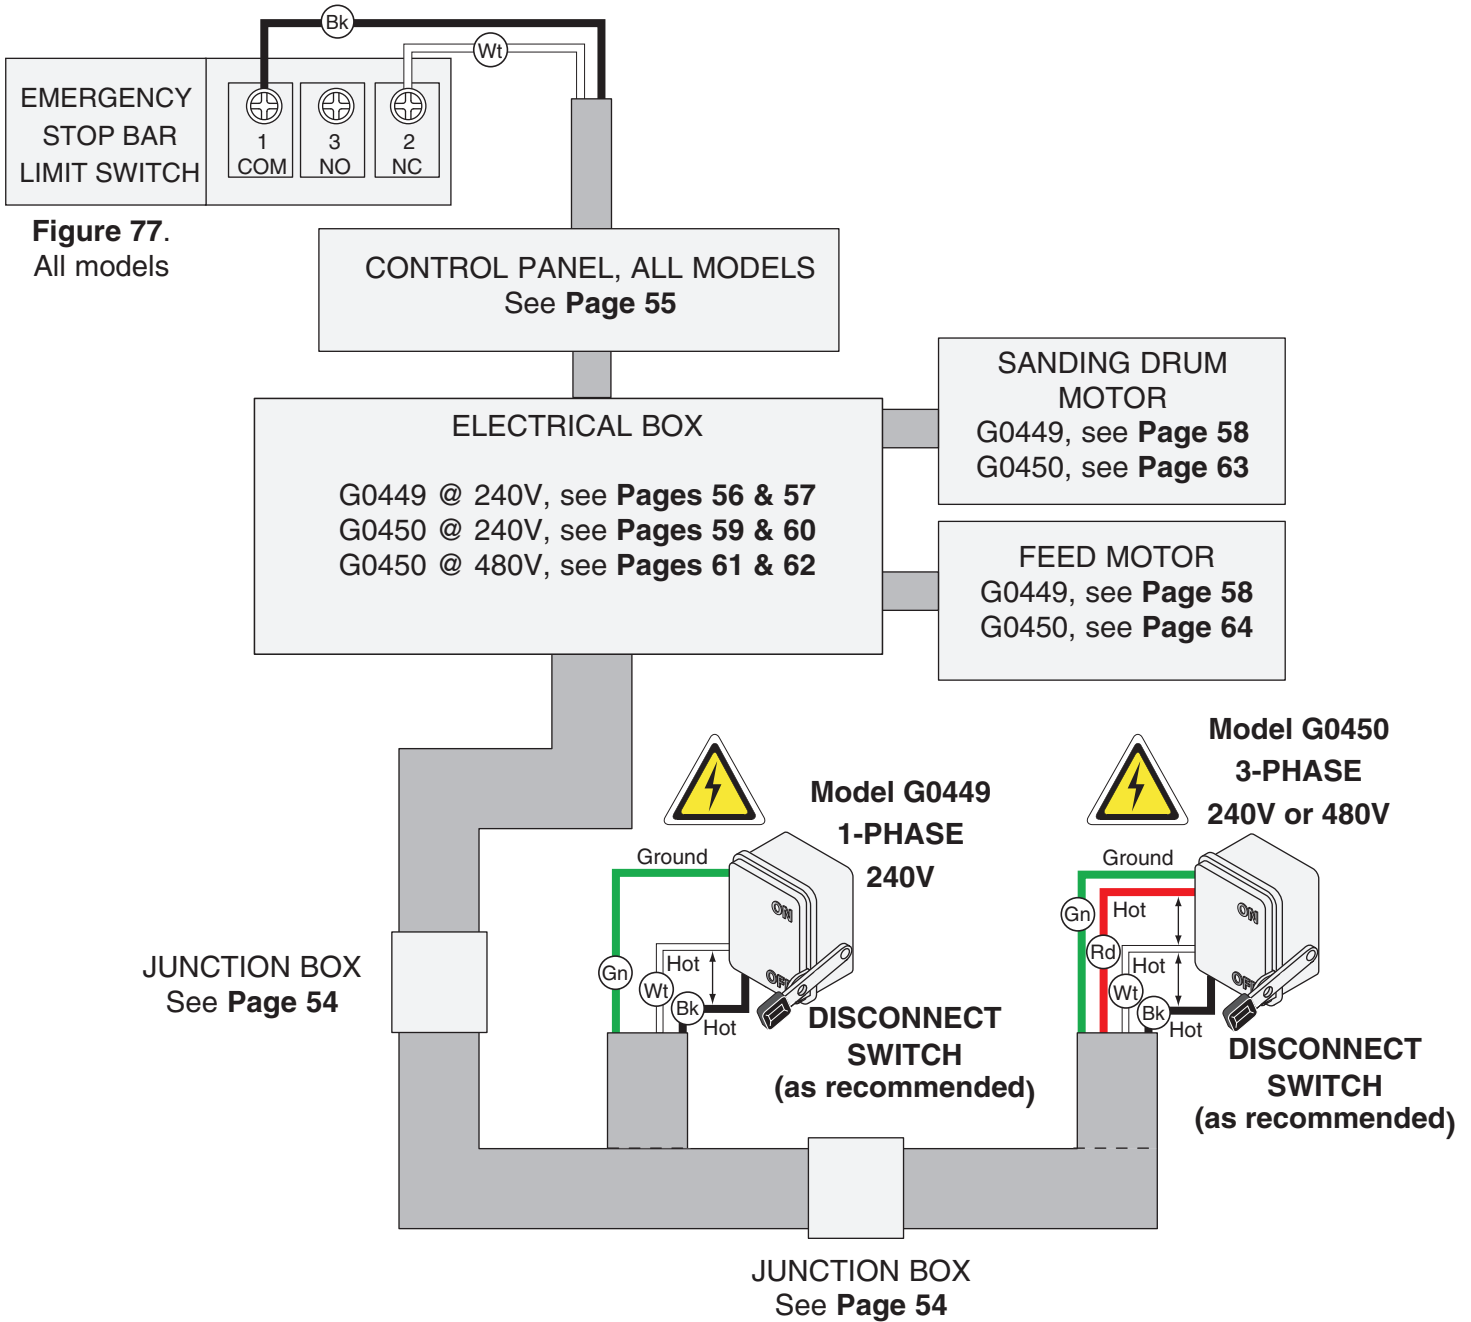 Bk
Wt
EMERGENCY
STOP BAR
LIMIT SWITCH
1
COM
3
NO
2
NC
Figure 77.
All models
CONTROL PANEL, ALL MODELS
See Page 55
ELECTRICAL BOX
G0449 @ 240V, see Pages 56 & 57
G0450 @ 240V, see Pages 59 & 60
G0450 @ 480V, see Pages 61 & 62
SANDING DRUM
MOTOR
G0449, see Page 58
G0450, see Page 63
FEED MOTOR
G0449, see Page 58
G0450, see Page 64
Model G0449
1-PHASE
240V
Ground
ON
OFF
Gn
Hot
Wt
Bk
Hot
DISCONNECT
SWITCH
(as recommended)
Model G0450
3-PHASE
240V or 480V
Ground
ON
OFF
Gn
Hot
Rd
Hot
Wt
Bk
Hot
DISCONNECT
SWITCH
(as recommended)
JUNCTION BOX
See Page 54
JUNCTION BOX
See Page 54